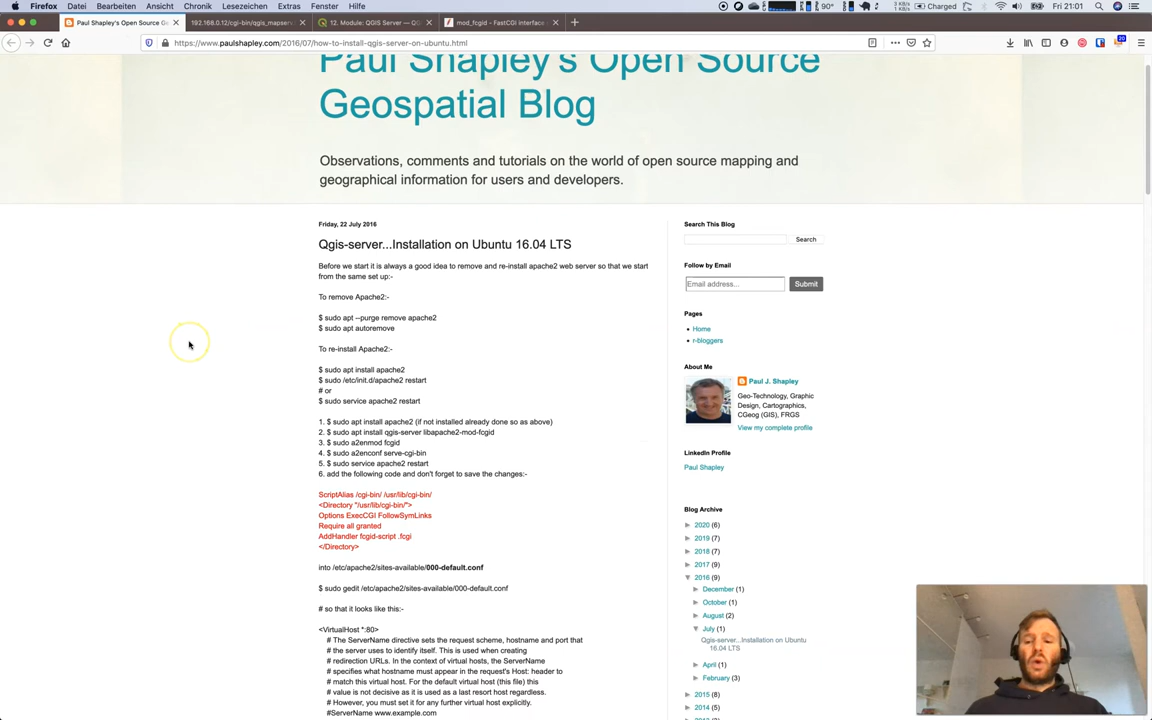 Firefox Datei Bearbeiten Ansicht Chronik Lesezeichen Extras Fenster Hilfe
90° Charged Fri 21:01
Paul Shapley's Open Source Ge
192.168.0.12/cgi-bin/qgis_mapserv
12. Module: QGIS Server — QG
mod_fcgid - FastCGI interface
https://www.paulshapley.com/2016/07/how-to-install-qgis-server-on-ubuntu.html
20
Paul Shapley's Open Source
Geospatial Blog
Observations, comments and tutorials on the world of open source mapping and
geographical information for users and developers.
Friday, 22 July 2016
Qgis-server...Installation on Ubuntu 16.04 LTS
Before we start it is always a good idea to remove and re-install apache2 web server so that we start
from the same set up:-
To remove Apache2:-
$ sudo apt --purge remove apache2
$ sudo apt autoremove
To re-install Apache2:-
$ sudo apt install apache2
$ sudo /etc/init.d/apache2 restart
# or
$ sudo service apache2 restart
1. $ sudo apt install apache2 (if not installed already done so as above)
2. $ sudo apt install qgis-server libapache2-mod-fcgid
3. $ sudo a2enmod fcgid
4. $ sudo a2enconf serve-cgi-bin
5. $ sudo service apache2 restart
6. add the following code and don't forget to save the changes:-
ScriptAlias /cgi-bin/ /usr/lib/cgi-bin/
<Directory "/usr/lib/cgi-bin/">
Options ExecCGI FollowSymLinks
Require all granted
AddHandler fcgid-script .fcgi
</Directory>
into /etc/apache2/sites-available/000-default.conf
$ sudo gedit /etc/apache2/sites-available/000-default.conf
# so that it looks like this:-
<VirtualHost *:80>
# The ServerName directive sets the request scheme, hostname and port that
# the server uses to identify itself. This is used when creating
# redirection URLs. In the context of virtual hosts, the ServerName
# specifies what hostname must appear in the request's Host: header to
# match this virtual host. For the default virtual host (this file) this
# value is not decisive as it is used as a last resort host regardless.
# However, you must set it for any further virtual host explicitly.
#ServerName www.example.com
Search This Blog
Search
Follow by Email
Email address...
Submit
Pages
Home
r-bloggers
About Me
Paul J. Shapley
Geo-Technology, Graphic
Design, Cartographics,
CGeog (GIS), FRGS
View my complete profile
LinkedIn Profile
Paul Shapley
Blog Archive
► 2020 (6)
► 2019 (7)
► 2018 (7)
► 2017 (9)
▼ 2016 (9)
► December (1)
► October (1)
► August (2)
▼ July (1)
Qgis-server...Installation on Ubuntu
16.04 LTS
► April (1)
► February (3)
► 2015 (8)
► 2014 (5)